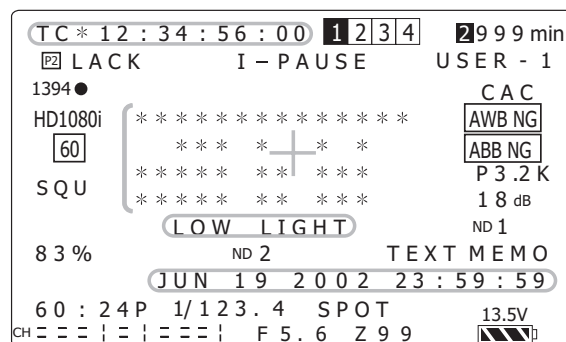 TC* 12:34:56:00 1 2 3 4 2999 min
P2 LACK I-PAUSE USER-1
1394●
CAC
HD1080i ************** AWB NG
60 *** * * * ABB NG
***** ** *** P3.2K
SQU ***** ** *** 18 dB
LOW LIGHT ND 1
83% ND 2 TEXT MEMO
JUN 19 2002 23:59:59
60:24P 1/123.4 SPOT 13.5V
CH F5.6 Z99